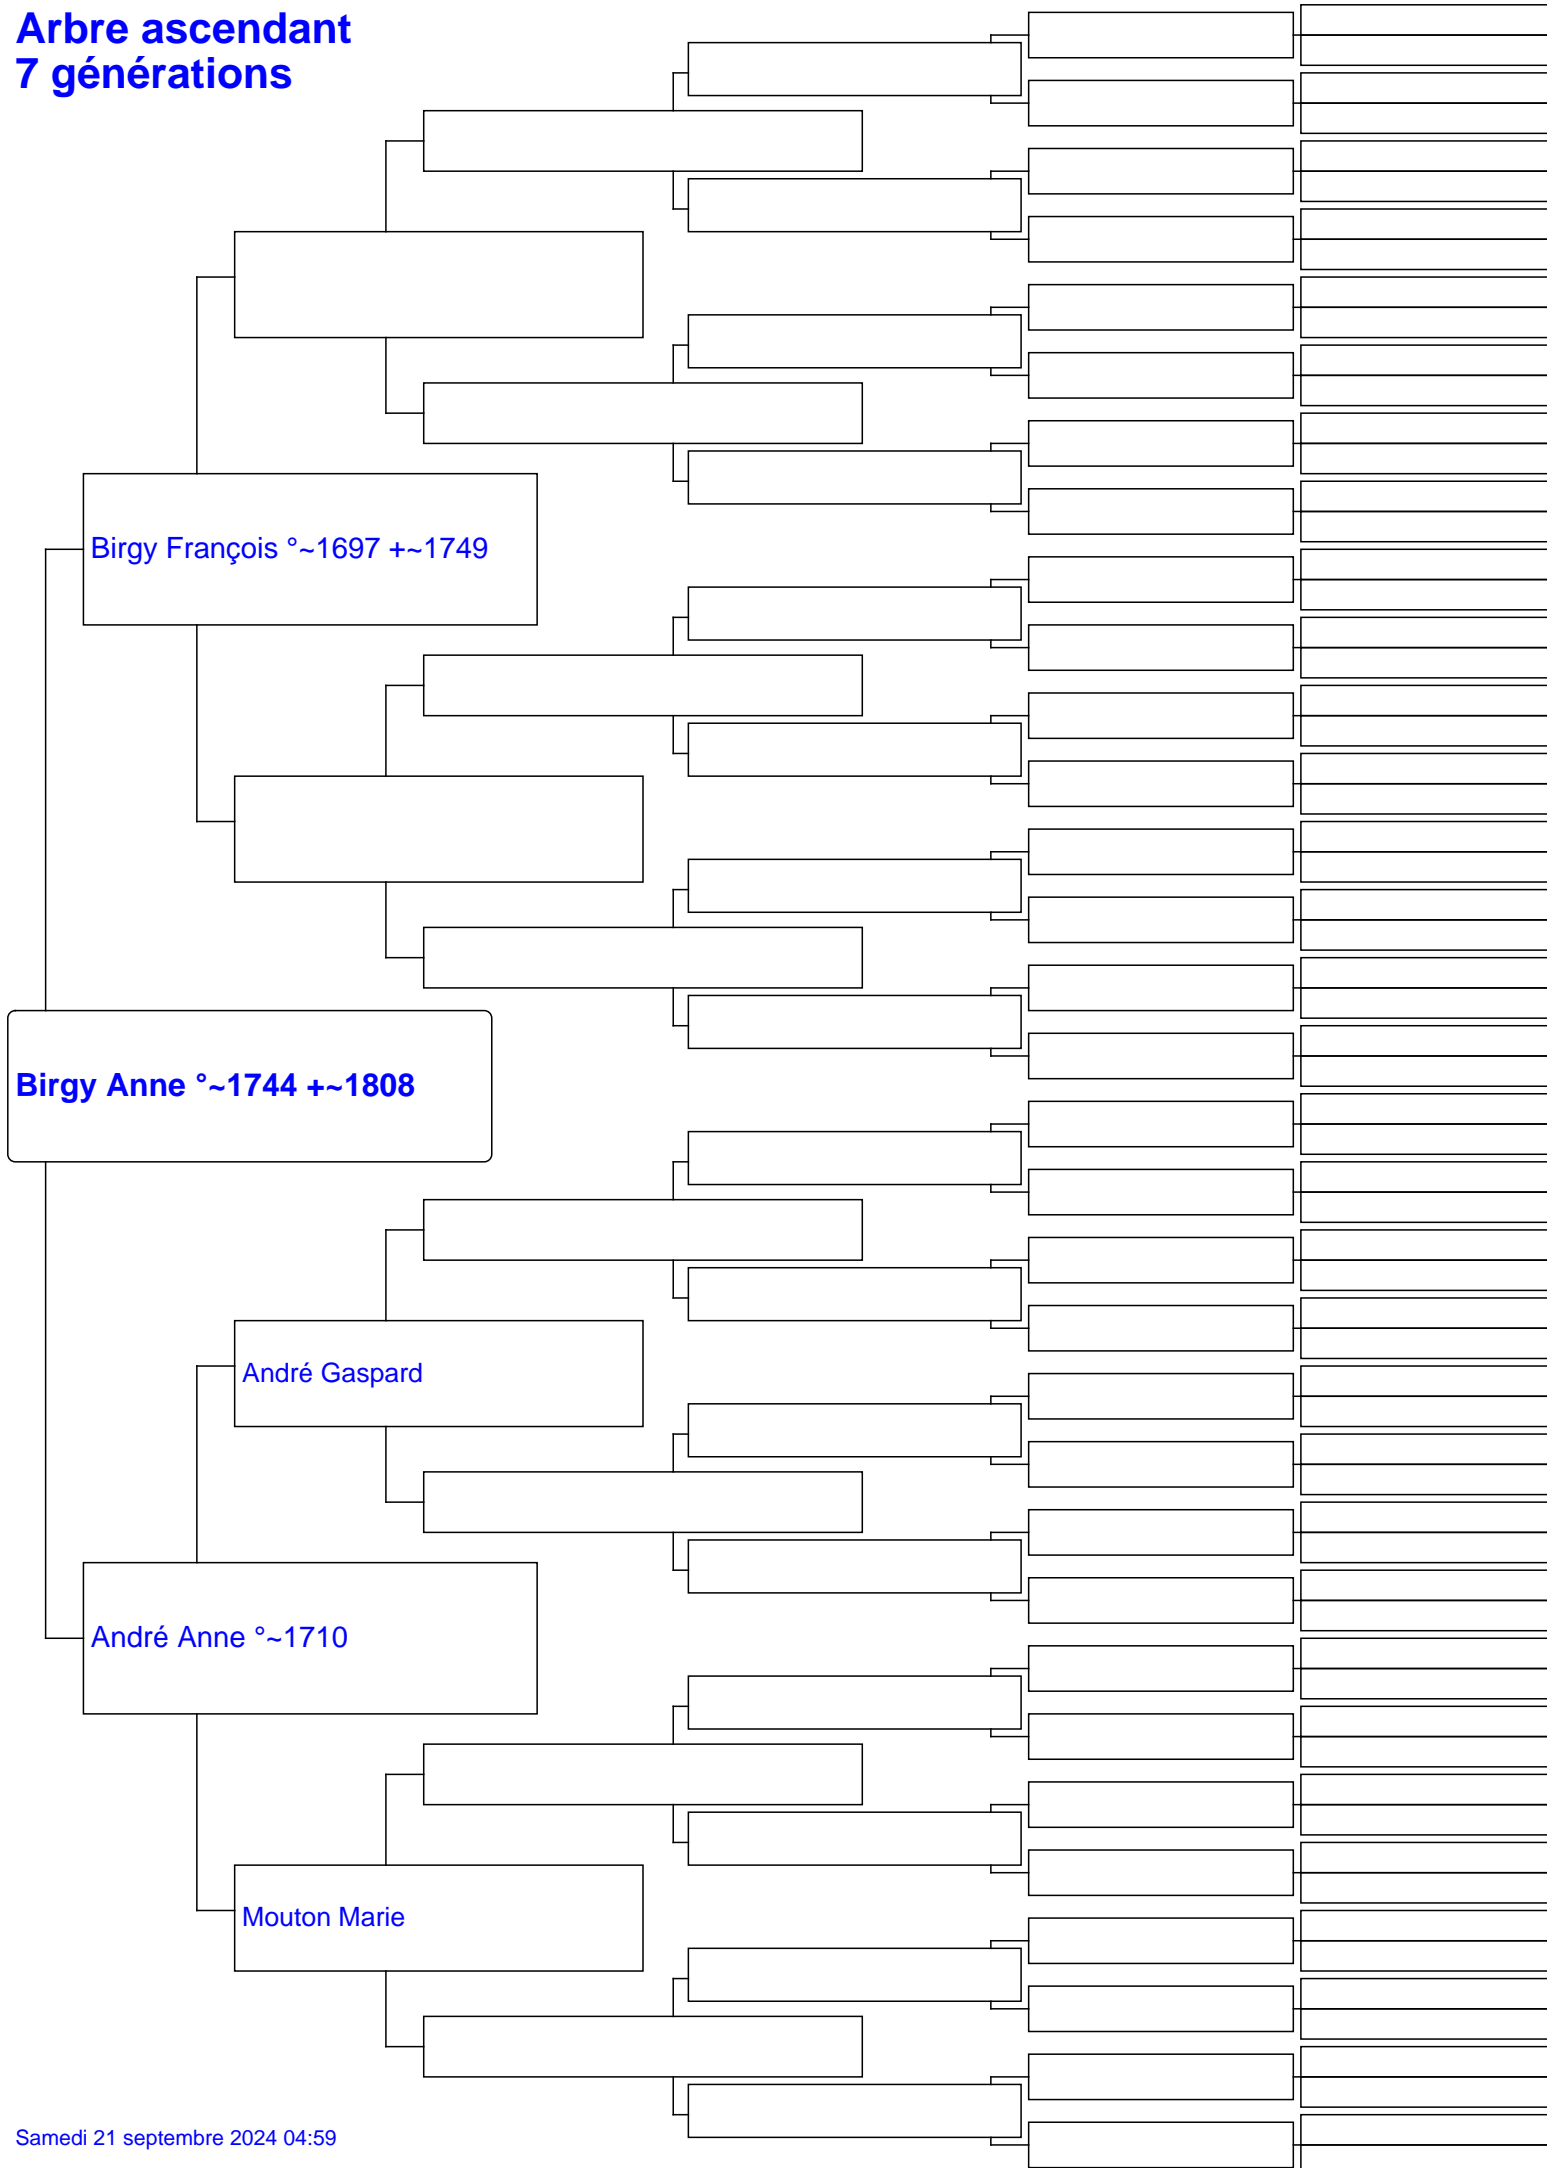 Arbre ascendant
7 générations
Birgy François °~1697 +~1749
Birgy Anne °~1744 +~1808
André Gaspard
André Anne °~1710
Mouton Marie
Samedi 21 septembre 2024 04:59